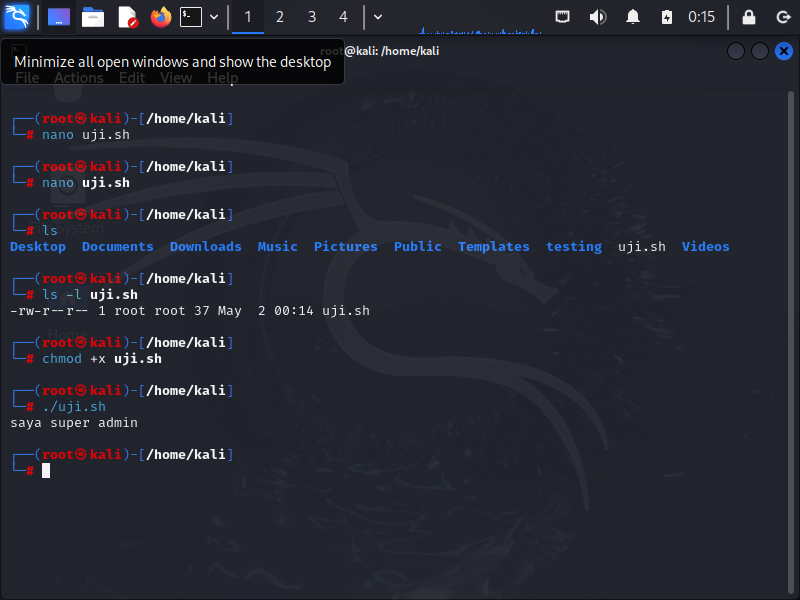 1 2 3 4 0:15
root@kali: /home/kali
Minimize all open windows and show the desktop
File Actions Edit View Help
┌──(root㉿kali)-[/home/kali]
└─# nano uji.sh
┌──(root㉿kali)-[/home/kali]
└─# nano uji.sh
┌──(root㉿kali)-[/home/kali]
└─# ls
Desktop Documents Downloads Music Pictures Public Templates testing uji.sh Videos
┌──(root㉿kali)-[/home/kali]
└─# ls -l uji.sh
-rw-r--r-- 1 root root 37 May  2 00:14 uji.sh
┌──(root㉿kali)-[/home/kali]
└─# chmod +x uji.sh
┌──(root㉿kali)-[/home/kali]
└─# ./uji.sh
saya super admin
┌──(root㉿kali)-[/home/kali]
└─#